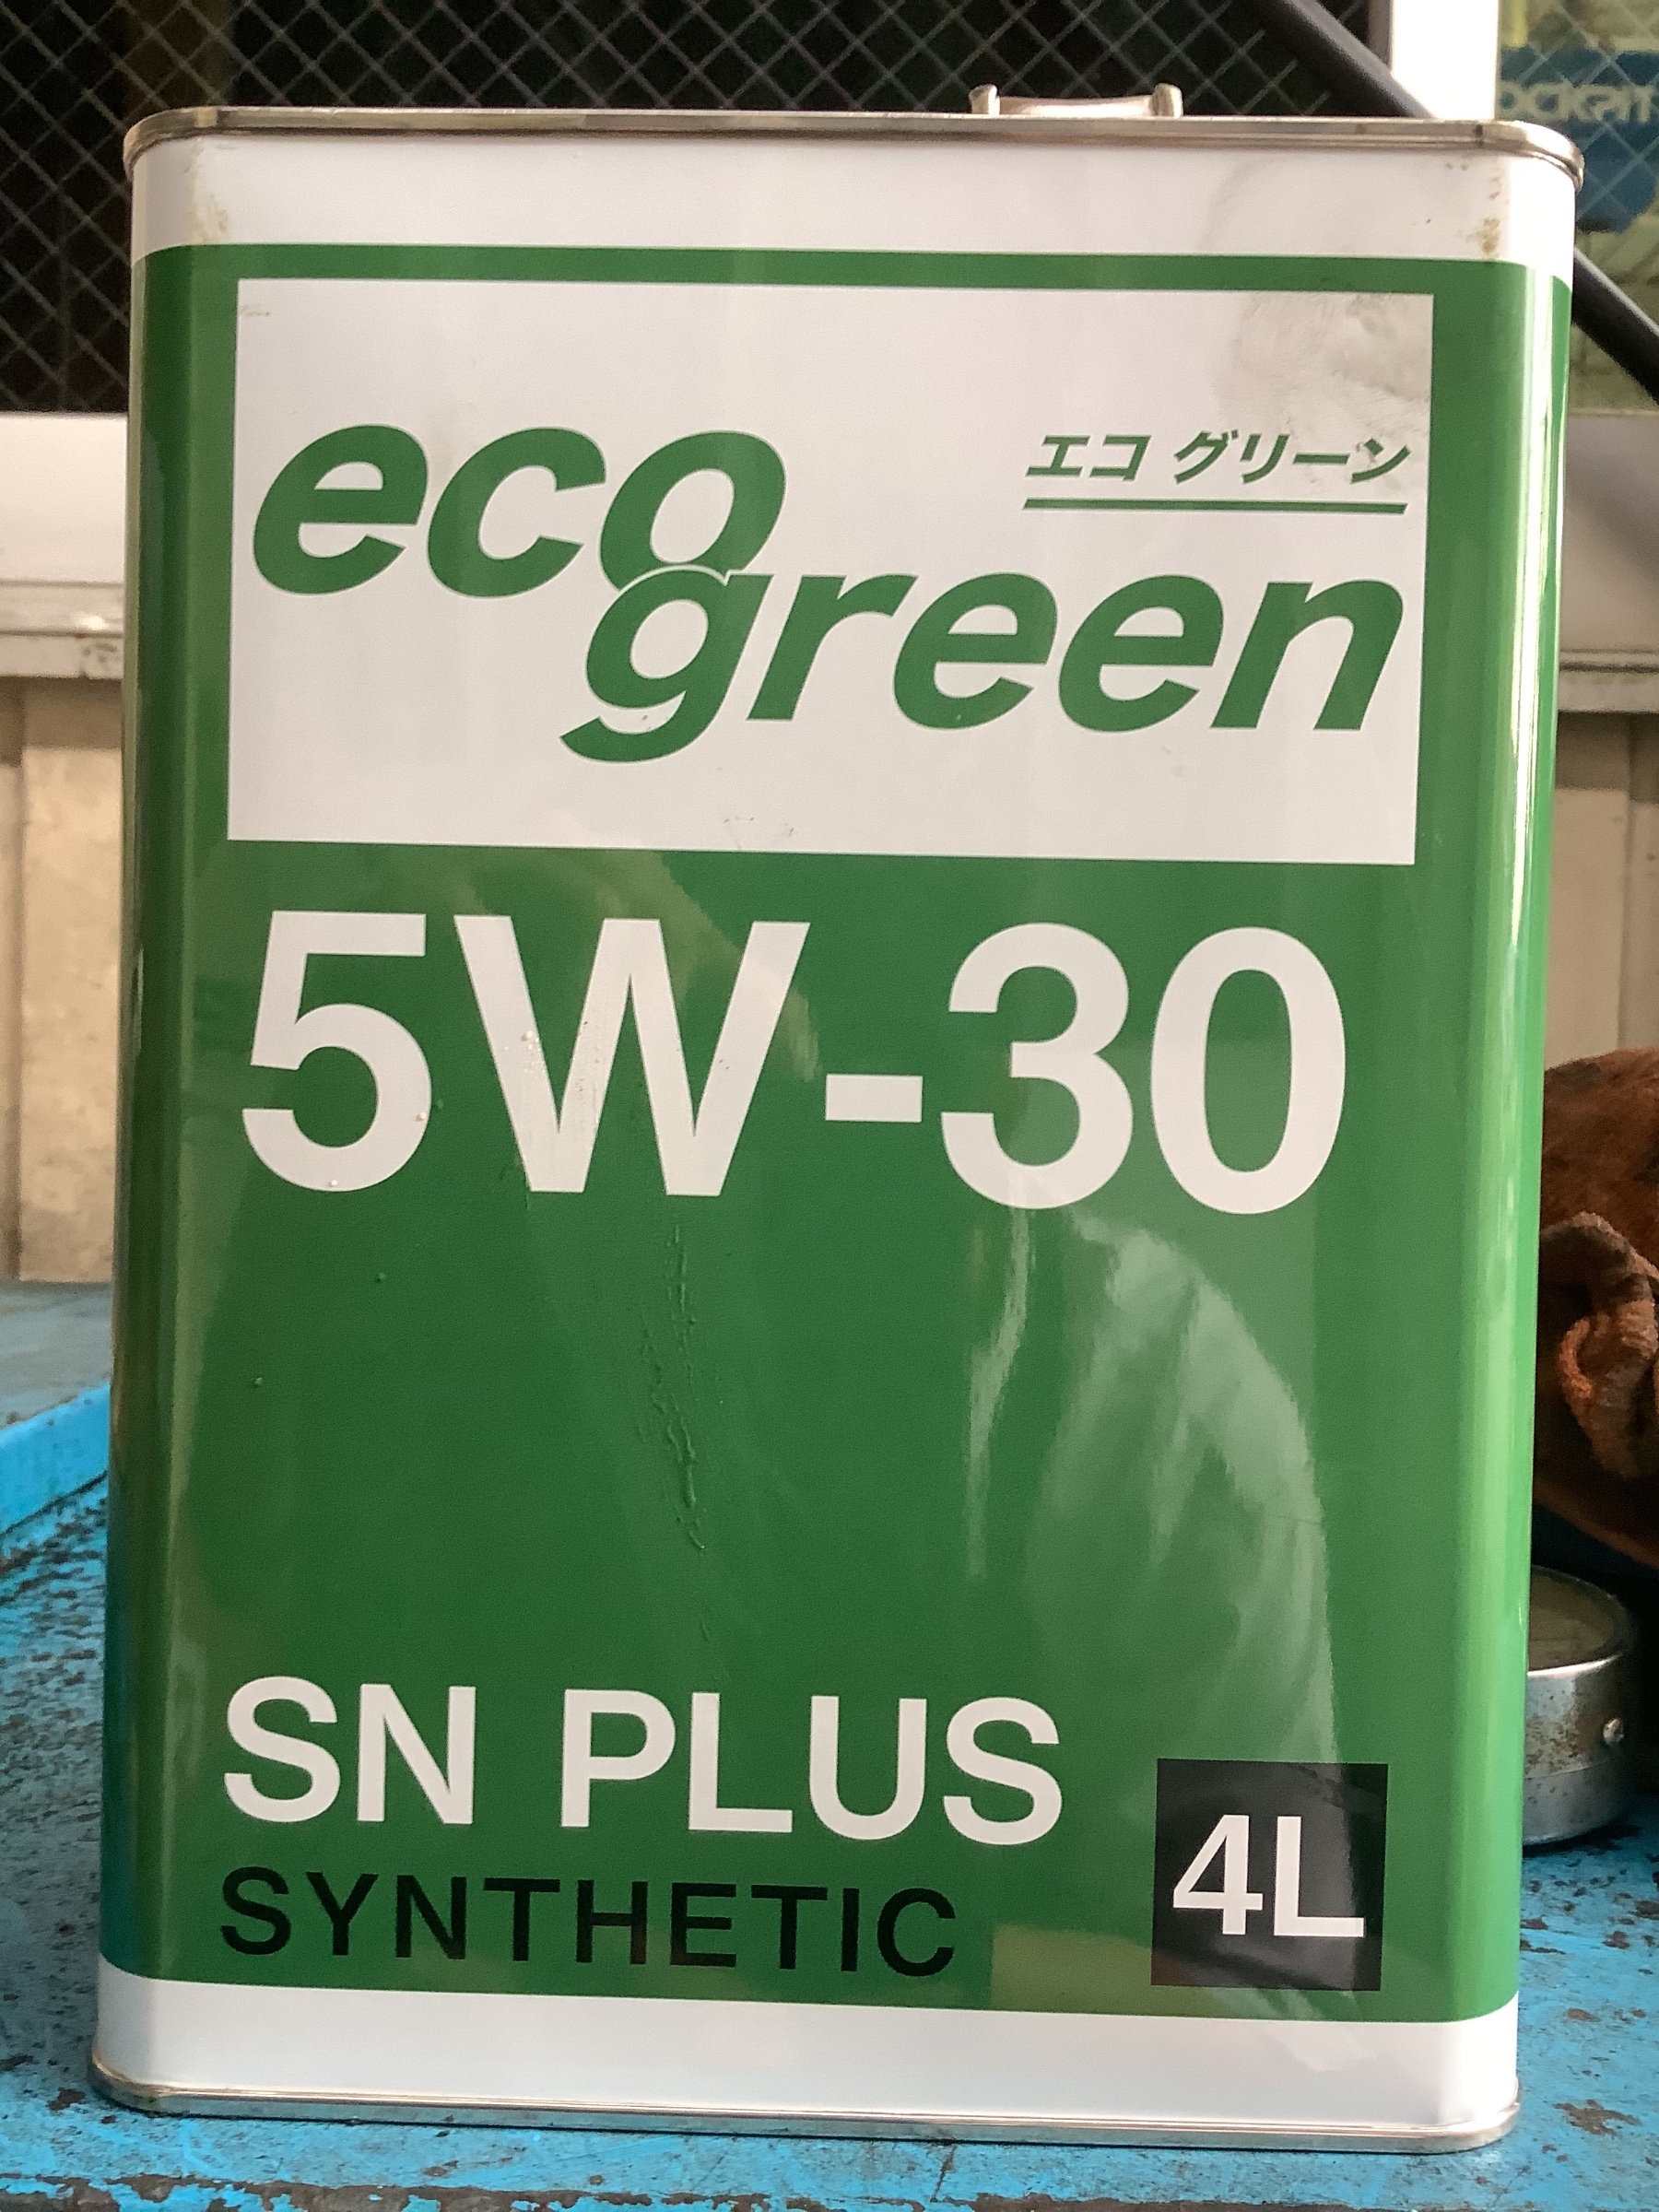 eco
エコ グリーン
green
5W-30
SN PLUS
SYNTHETIC
4L